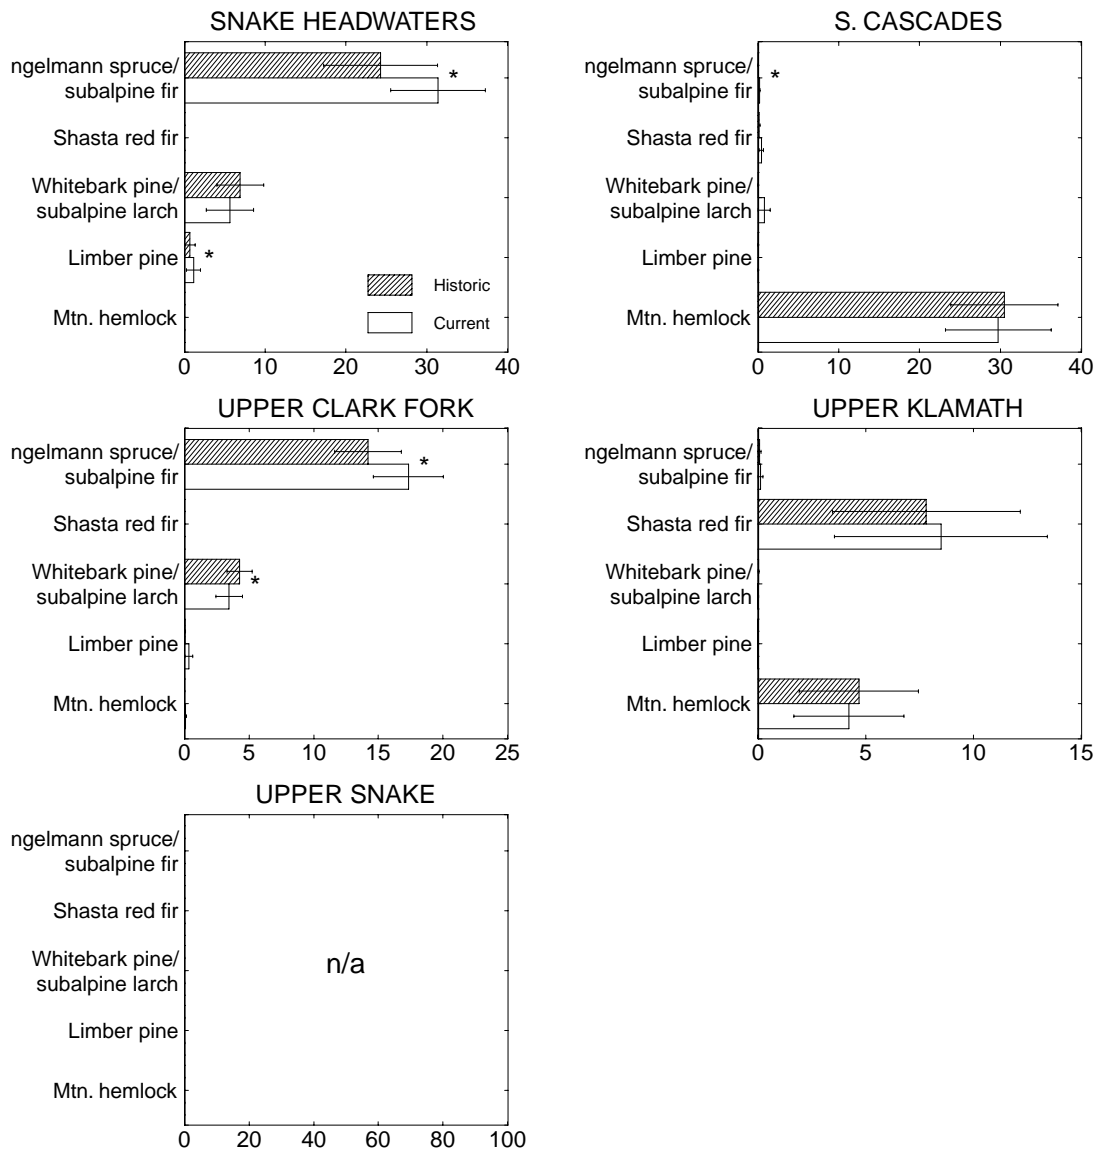 SNAKE HEADWATERS
ngelmann spruce/
subalpine fir
*
Shasta red fir
Whitebark pine/
subalpine larch
Limber pine
*
Historic
Current
Mtn. hemlock
0 10 20 30 40
S. CASCADES
ngelmann spruce/
subalpine fir
*
Shasta red fir
Whitebark pine/
subalpine larch
Limber pine
Mtn. hemlock
0 10 20 30 40
UPPER CLARK FORK
ngelmann spruce/
subalpine fir
*
Shasta red fir
Whitebark pine/
subalpine larch
*
Limber pine
Mtn. hemlock
0 5 10 15 20 25
UPPER KLAMATH
ngelmann spruce/
subalpine fir
Shasta red fir
Whitebark pine/
subalpine larch
Limber pine
Mtn. hemlock
0 5 10 15
UPPER SNAKE
ngelmann spruce/
subalpine fir
Shasta red fir
Whitebark pine/
subalpine larch
n/a
Limber pine
Mtn. hemlock
0 20 40 60 80 100